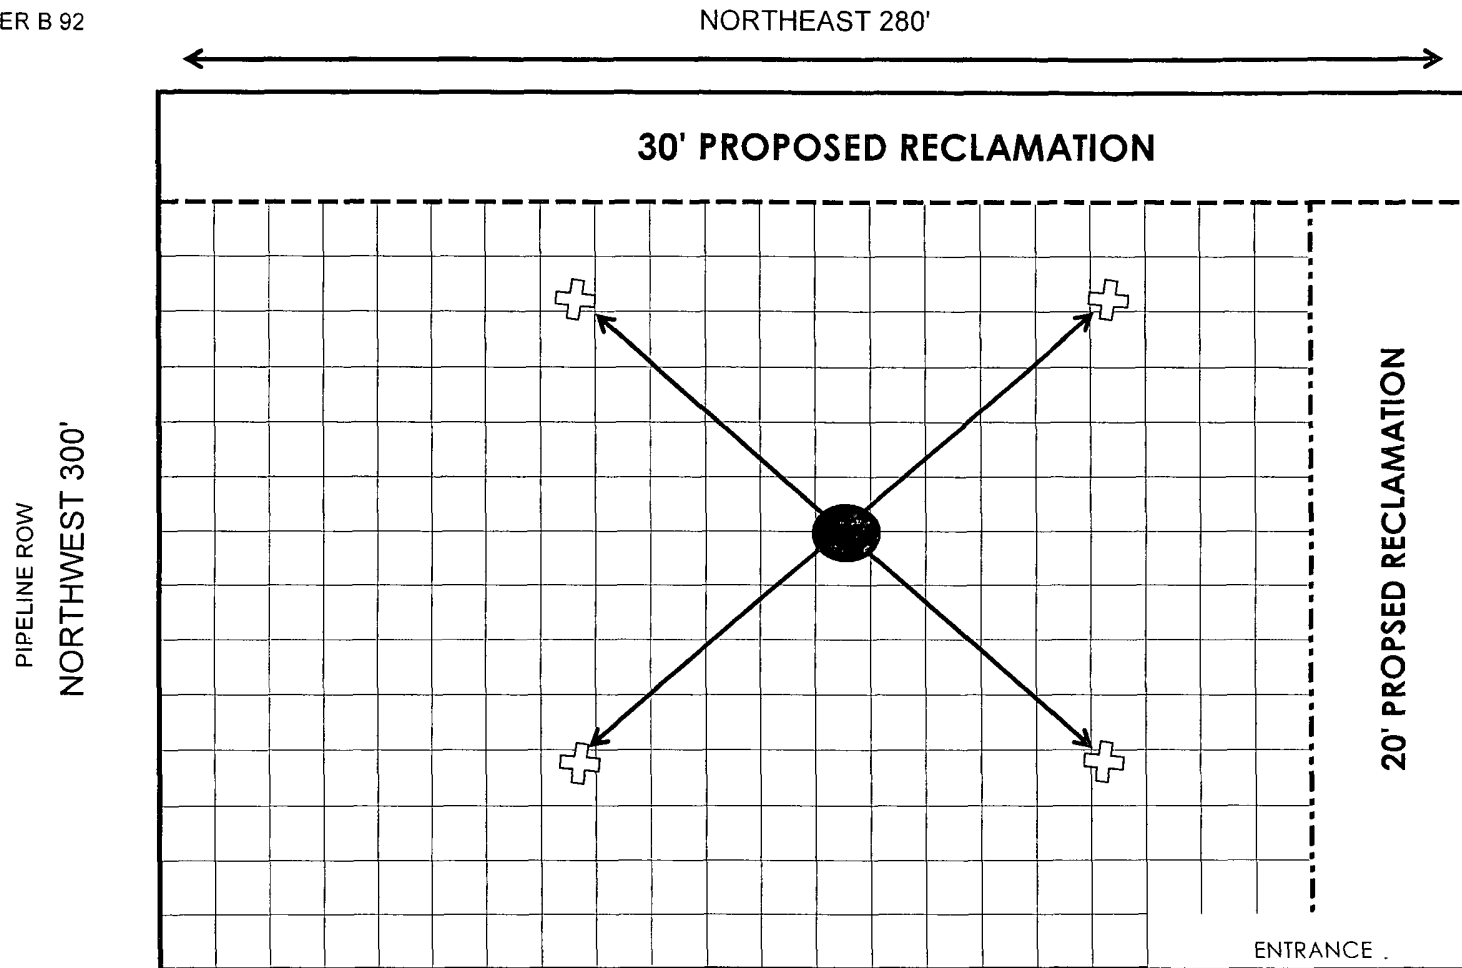 ER B 92
NORTHEAST 280'
30' PROPOSED RECLAMATION
PIPELINE ROW
NORTHWEST 300'
20' PROPSED RECLAMATION
ENTRANCE